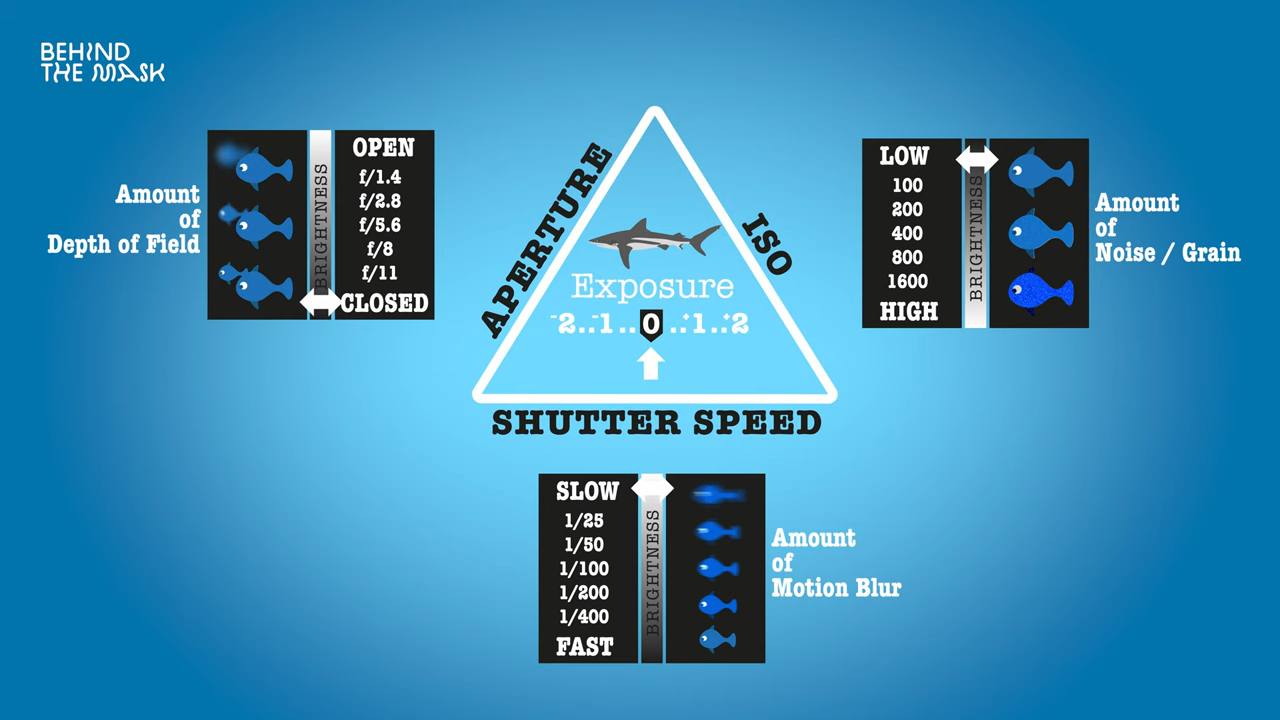 BEHIND
THE MASK
Amount
of
Depth of Field
BRIGHTNESS
OPEN
f/1.4
f/2.8
f/5.6
f/8
f/11
CLOSED
APERTURE
ISO
Exposure
-2..-1..0..+1..+2
SHUTTER SPEED
LOW
100
200
400
800
1600
HIGH
BRIGHTNESS
Amount
of
Noise / Grain
SLOW
1/25
1/50
1/100
1/200
1/400
FAST
BRIGHTNESS
Amount
of
Motion Blur